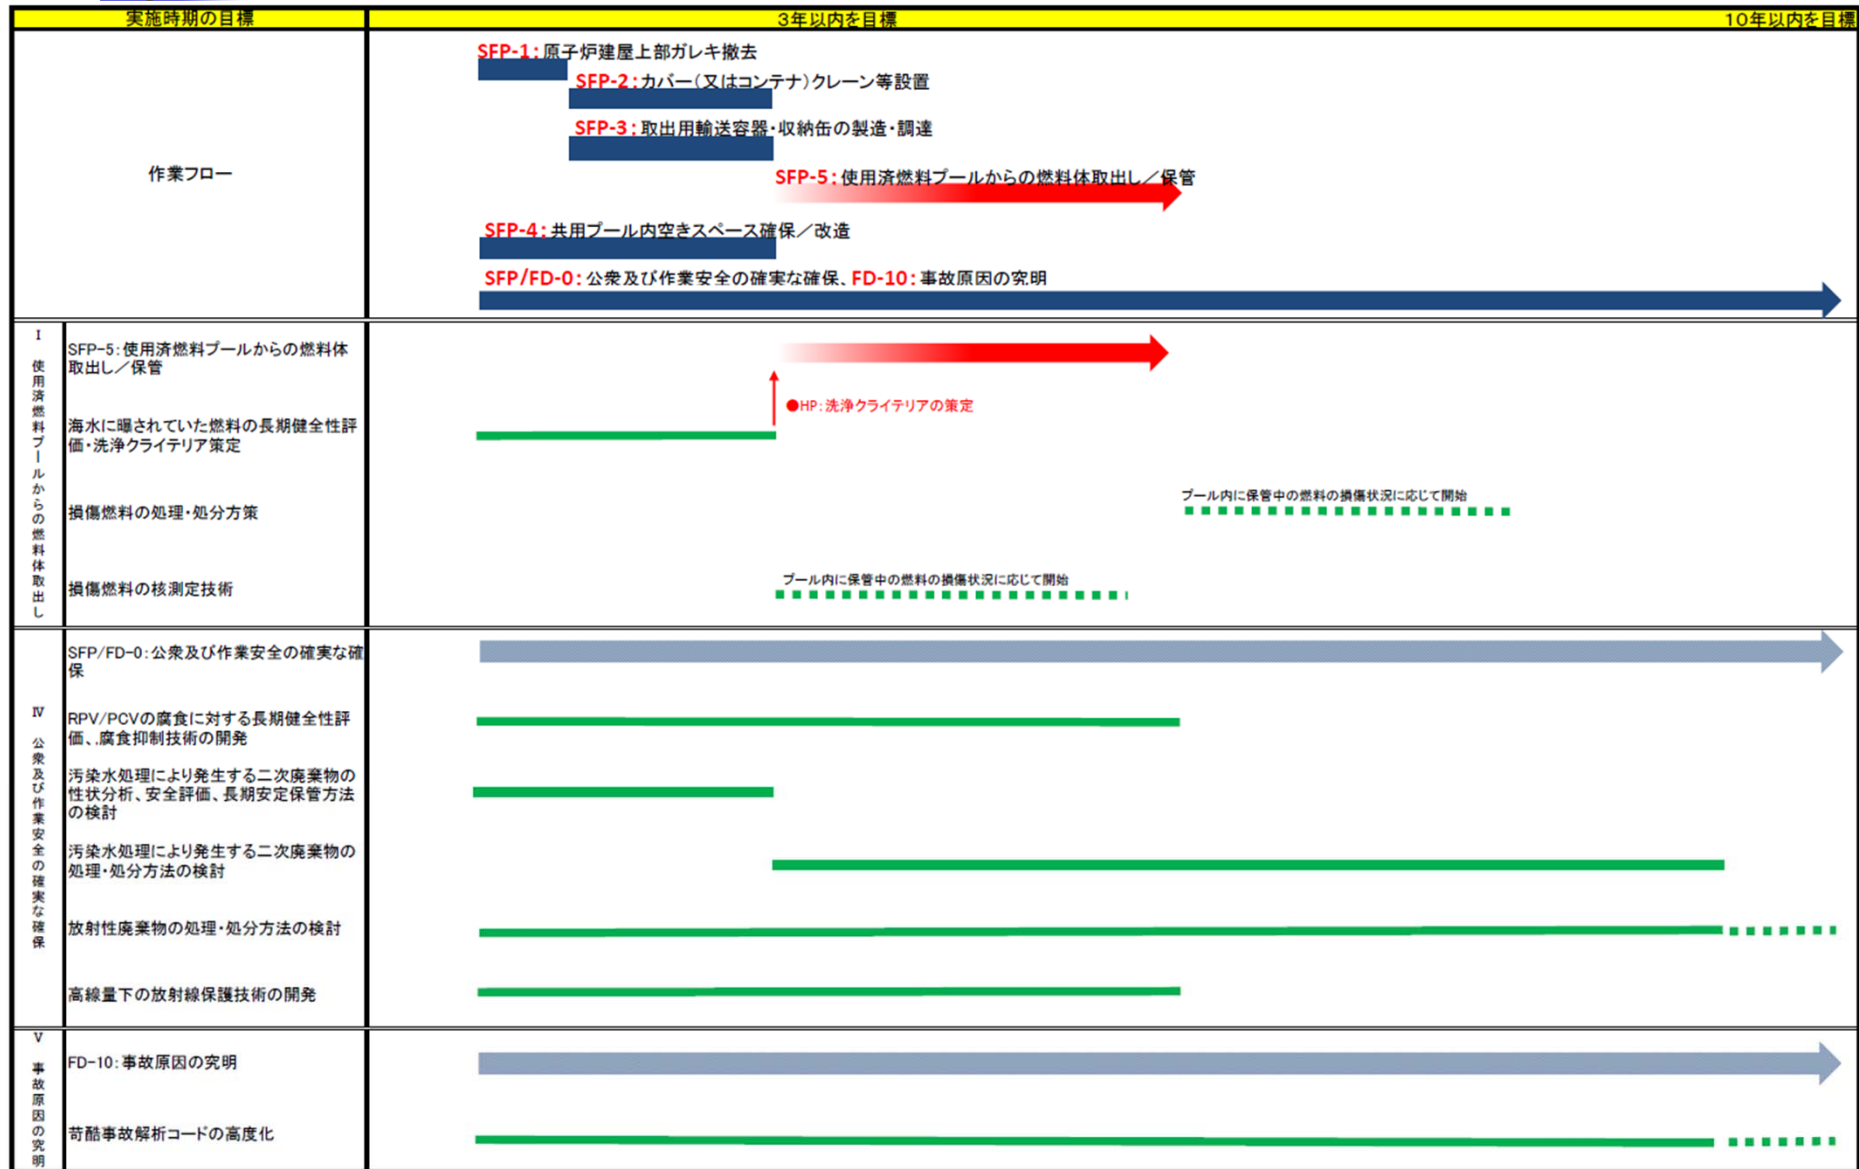 実施時期の目標
3年以内を目標
10年以内を目標
作業フロー
SFP-1:原子炉建屋上部ガレキ撤去
SFP-2:カバー(又はコンテナ)クレーン等設置
SFP-3:取出用輸送容器・収納缶の製造・調達
SFP-5:使用済燃料プールからの燃料体取出し/保管
SFP-4:共用プール内空きスペース確保/改造
SFP/FD-0:公衆及び作業安全の確実な確保、FD-10:事故原因の究明
Ⅰ 使用済燃料プールからの燃料体取出し
SFP-5:使用済燃料プールからの燃料体
取出し/保管
●HP:洗浄クライテリアの策定
海水に曝されていた燃料の長期健全性評
価・洗浄クライテリア策定
損傷燃料の処理・処分方策
プール内に保管中の燃料の損傷状況に応じて開始
損傷燃料の核測定技術
プール内に保管中の燃料の損傷状況に応じて開始
Ⅳ 公衆及び作業安全の確実な確保
SFP/FD-0:公衆及び作業安全の確実な確
保
RPV/PCVの腐食に対する長期健全性評
価、,腐食抑制技術の開発
汚染水処理により発生する二次廃棄物の
性状分析、安全評価、長期安定保管方法
の検討
汚染水処理により発生する二次廃棄物の
処理・処分方法の検討
放射性廃棄物の処理・処分方法の検討
高線量下の放射線保護技術の開発
Ⅴ 事故原因の究明
FD-10:事故原因の究明
苛酷事故解析コードの高度化